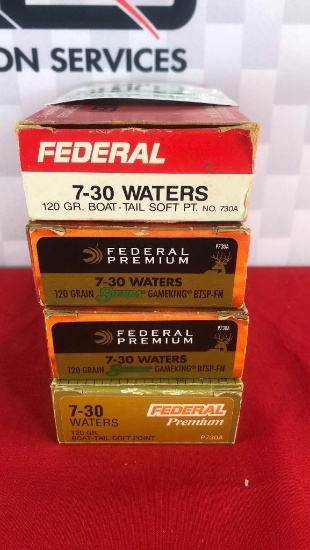 ON SERVICES
FEDERAL
7-30 WATERS
120 GR. BOAT-TAIL SOFT PT. NO. 730A
P730A
FEDERAL
PREMIUM
7-30 WATERS
120 GRAIN Sierra GAMEKING® BTSP-FN
P730A
FEDERAL
PREMIUM
7-30 WATERS
120 GRAIN Sierra GAMEKING® BTSP-FN
7-30
WATERS
FEDERAL
Premium
120 GR.
BOAT-TAIL SOFT POINT
P730A